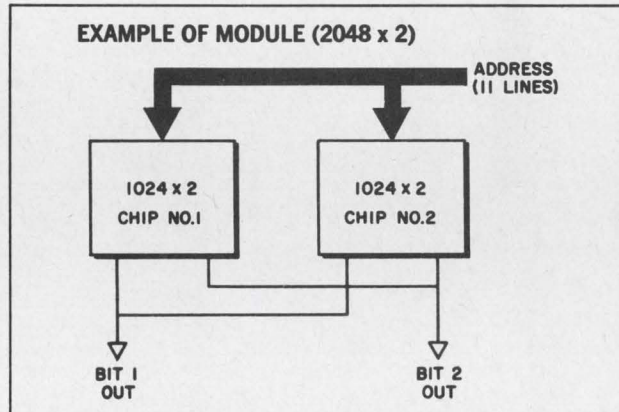 EXAMPLE OF MODULE (2048 x 2)
ADDRESS
(11 LINES)
1024 x 2
CHIP NO.1
1024 x 2
CHIP NO.2
BIT 1
OUT
BIT 2
OUT